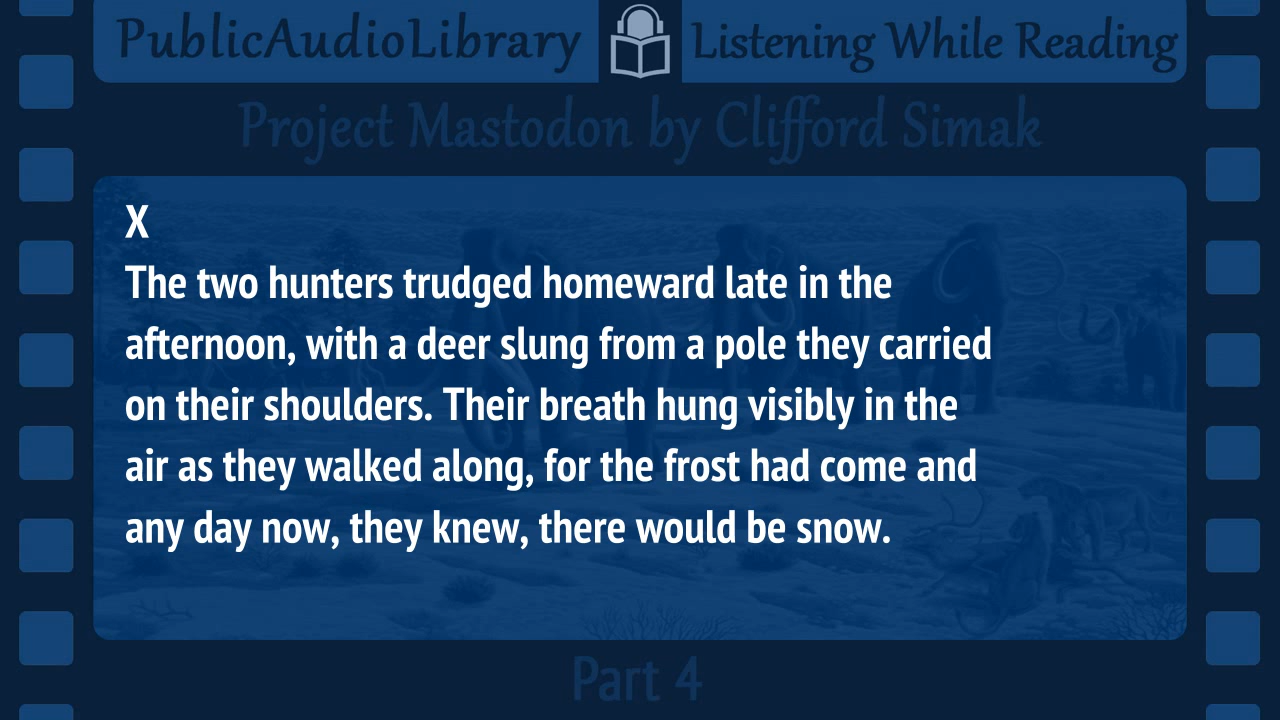 PublicAudioLibrary Listening While Reading
Project Mastodon by Clifford Simak
X
The two hunters trudged homeward late in the
afternoon, with a deer slung from a pole they carried
on their shoulders. Their breath hung visibly in the
air as they walked along, for the frost had come and
any day now, they knew, there would be snow.
Part 4